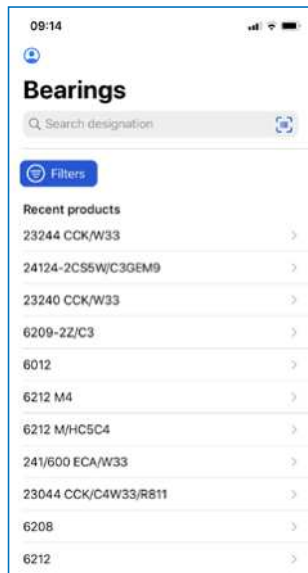 09:14
Bearings
Search designation
Filters
Recent products
23244 CCK/W33
24124-2CS5W/C3GEM9
23240 CCK/W33
6209-2Z/C3
6012
6212 M4
6212 M/HC5C4
241/600 ECA/W33
23044 CCK/C4W33/R811
6208
6212